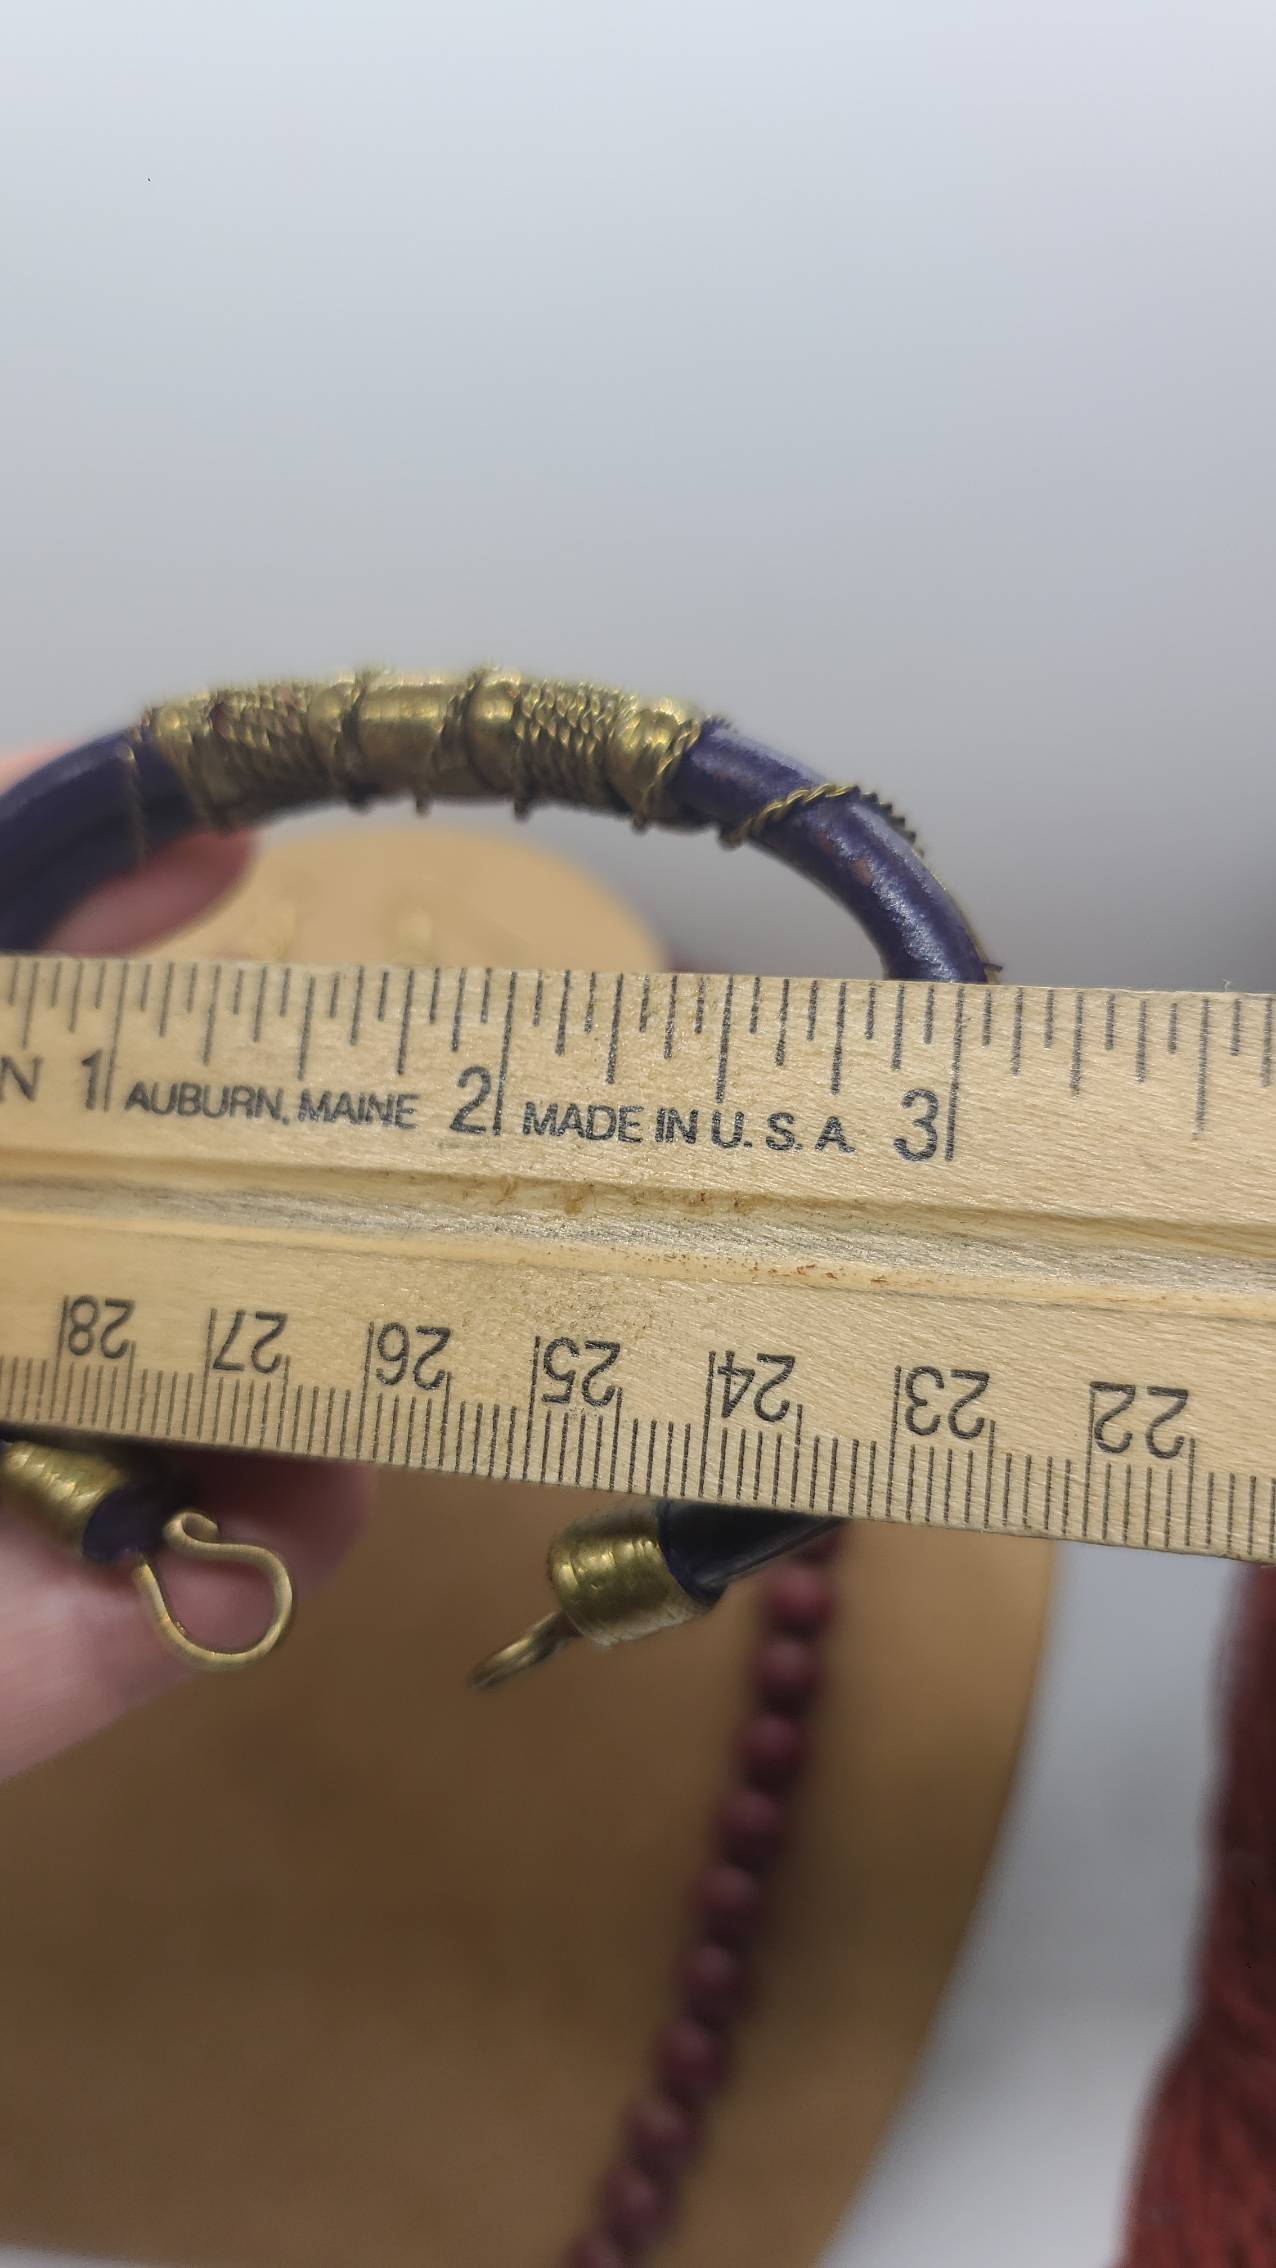 N 1 AUBURN, MAINE 2 MADE IN U.S.A. 3
28 27 26 25 24 23 22